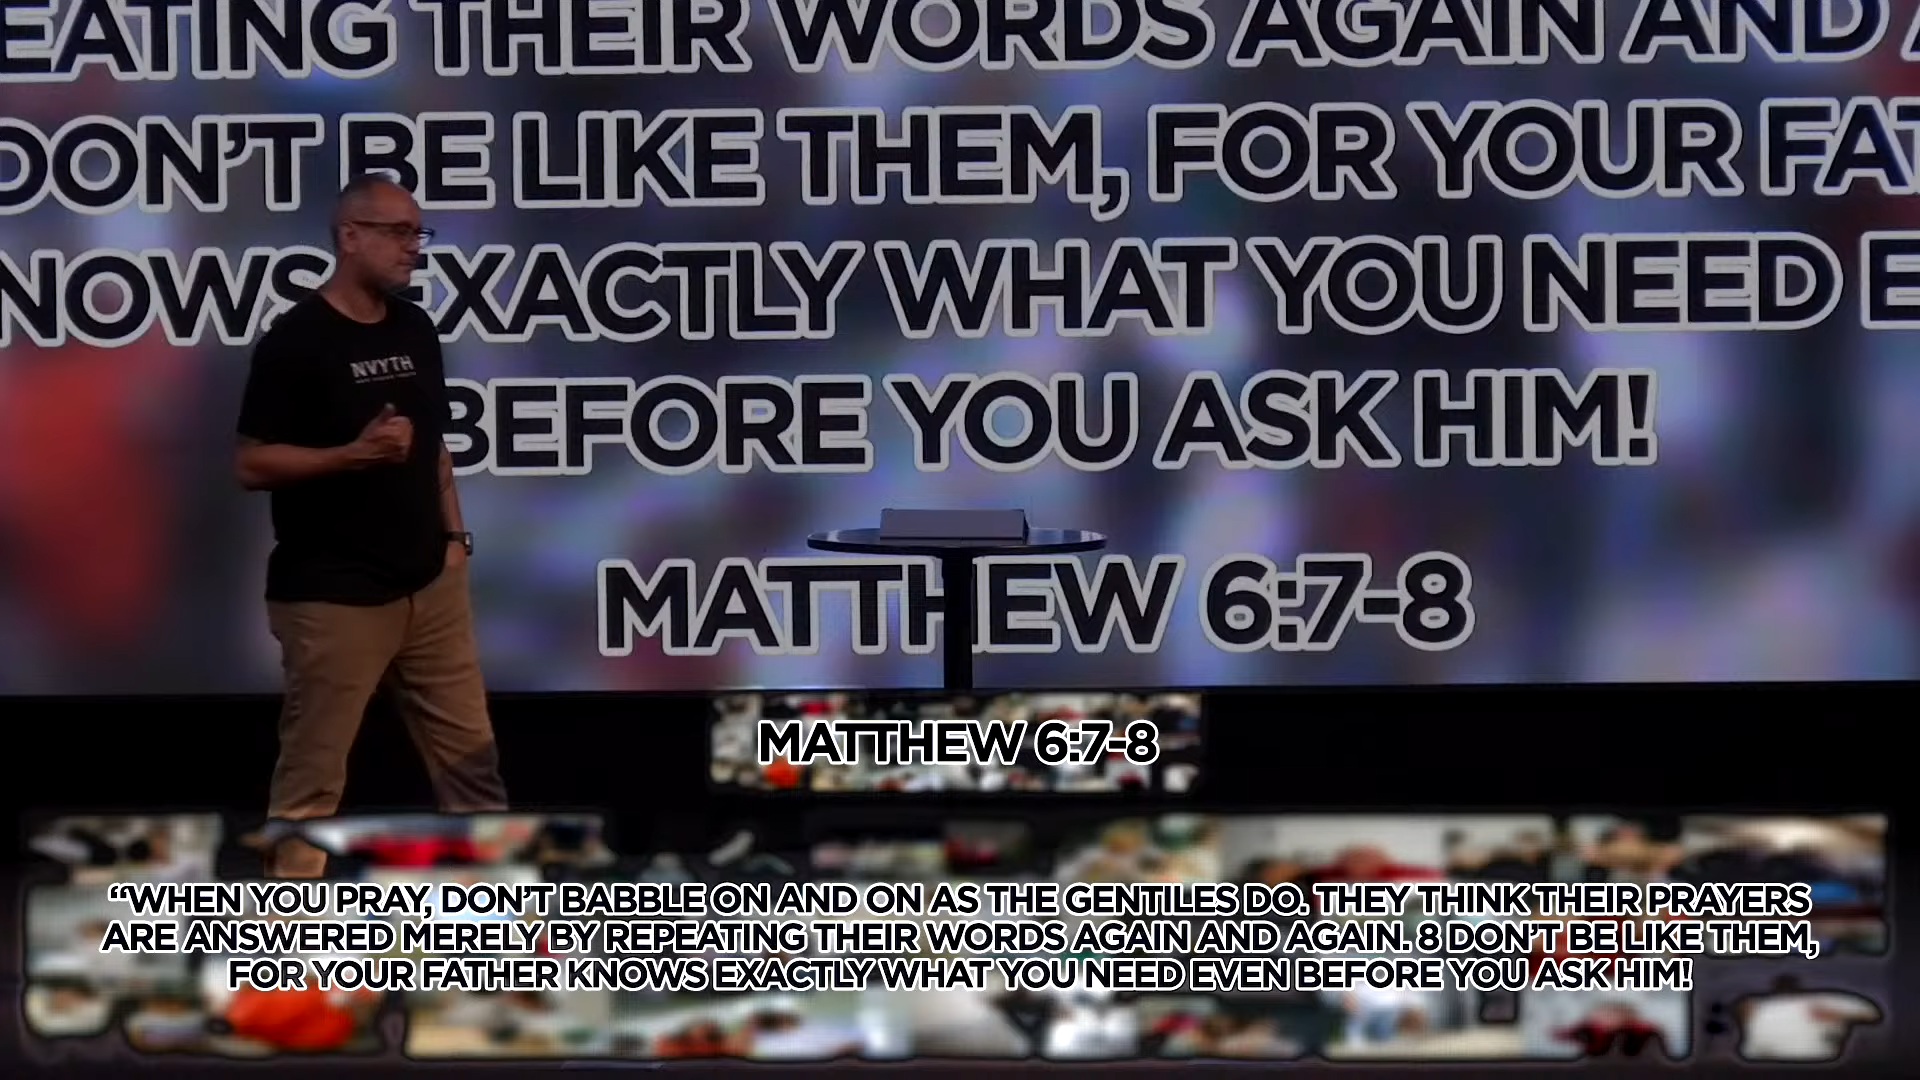 EATING THEIR WORDS AGAIN AND A
DON'T BE LIKE THEM, FOR YOUR FAT
NOWS EXACTLY WHAT YOU NEED E
BEFORE YOU ASK HIM!
NVYTH
MATTHEW 6:7-8
MATTHEW 6:7-8
“WHEN YOU PRAY, DON’T BABBLE ON AND ON AS THE GENTILES DO. THEY THINK THEIR PRAYERS
ARE ANSWERED MERELY BY REPEATING THEIR WORDS AGAIN AND AGAIN. 8 DON’T BE LIKE THEM,
FOR YOUR FATHER KNOWS EXACTLY WHAT YOU NEED EVEN BEFORE YOU ASK HIM!